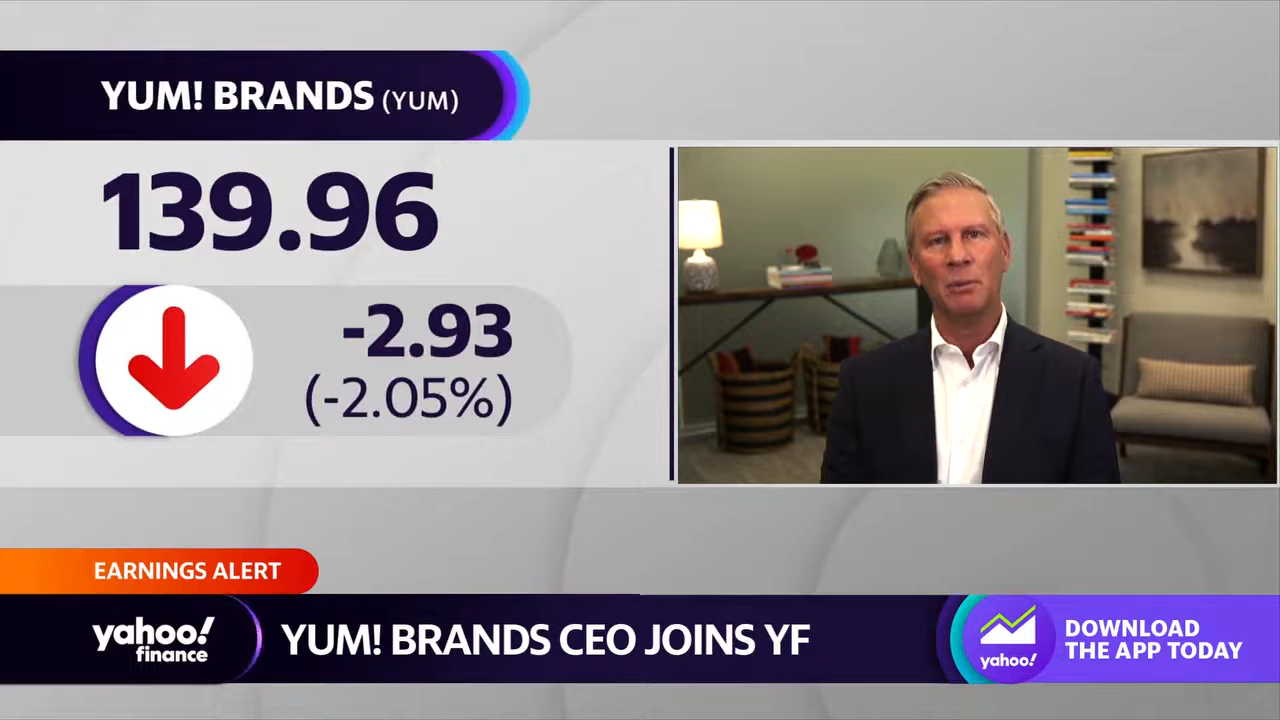 YUM! BRANDS (YUM)
139.96
-2.93
(-2.05%)
EARNINGS ALERT
yahoo!
finance
YUM! BRANDS CEO JOINS YF
yahoo!
DOWNLOAD
THE APP TODAY